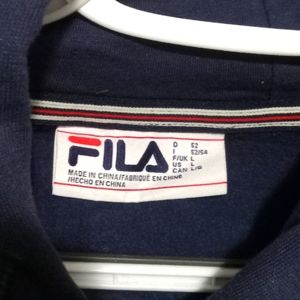 FILA
MADE IN CHINA/FABRIQUÉ EN CHINE
/HECHO EN CHINA
D 52
I 52/54
F/UK L
US L
CAN L/G